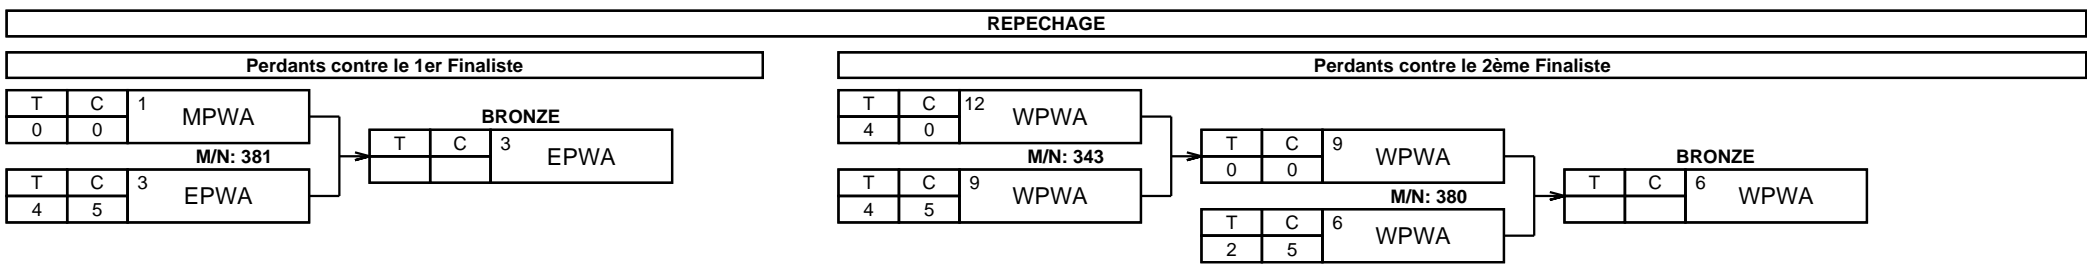 REPECHAGE
Perdants contre le 1er Finaliste
T C 1 MPWA
0 0
M/N: 381
T C 3 EPWA
4 5
BRONZE
T C 3 EPWA
Perdants contre le 2ème Finaliste
T C 12 WPWA
4 0
M/N: 343
T C 9 WPWA
4 5
T C 9 WPWA
0 0
M/N: 380
T C 6 WPWA
2 5
BRONZE
T C 6 WPWA